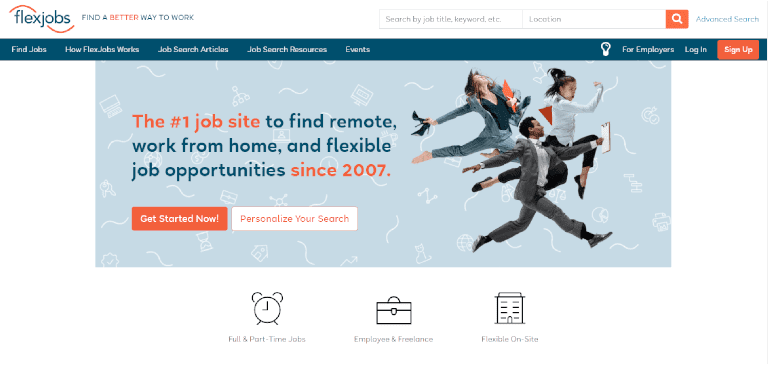 flexjobs FIND A BETTER WAY TO WORK
Search by job title, keyword, etc. Location Advanced Search
Find Jobs How FlexJobs Works Job Search Articles Job Search Resources Events For Employers Log In Sign Up
The #1 job site to find remote,
work from home, and flexible
job opportunities since 2007.
Get Started Now! Personalize Your Search
Full & Part-Time Jobs Employee & Freelance Flexible On-Site